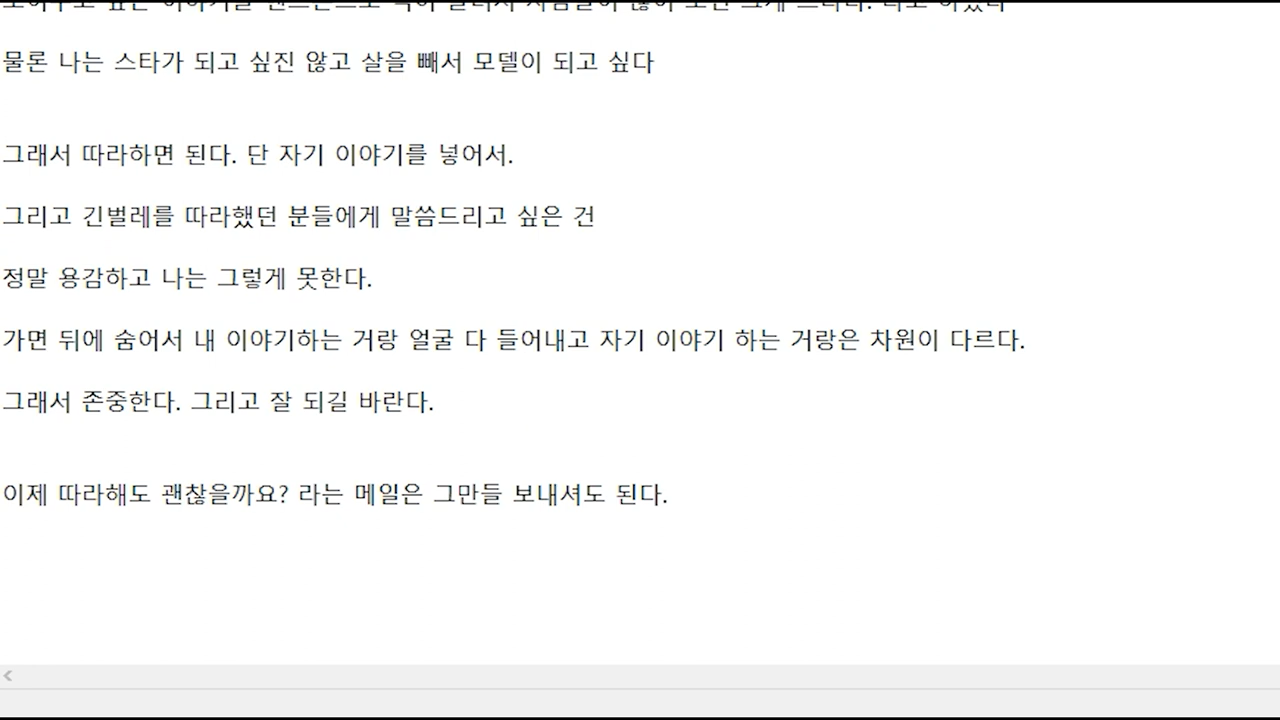 물론 나는 스타가 되고 싶진 않고 살을 빼서 모델이 되고 싶다
그래서 따라하면 된다. 단 자기 이야기를 넣어서.
그리고 긴벌레를 따라했던 분들에게 말씀드리고 싶은 건
정말 용감하고 나는 그렇게 못한다.
가면 뒤에 숨어서 내 이야기하는 거랑 얼굴 다 들어내고 자기 이야기 하는 거랑은 차원이 다르다.
그래서 존중한다. 그리고 잘 되길 바란다.
이제 따라해도 괜찮을까요? 라는 메일은 그만들 보내셔도 된다.